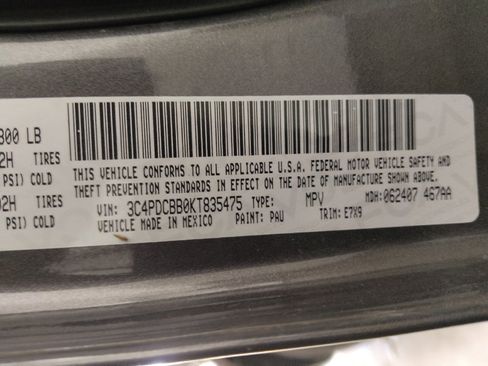 300 LB
2H TIRES
PSI) COLD
02H TIRES
PSI) COLD
THIS VEHICLE CONFORMS TO ALL APPLICABLE U.S.A. FEDERAL MOTOR VEHICLE SAFETY AND
THEFT PREVENTION STANDARDS IN EFFECT ON THE DATE OF MANUFACTURE SHOWN ABOVE.
VIN: 3C4PDCBB0KT835475 TYPE: MPV MDH: 062407 467AA
VEHICLE MADE IN MEXICO PAINT: PAU TRIM: E7X9